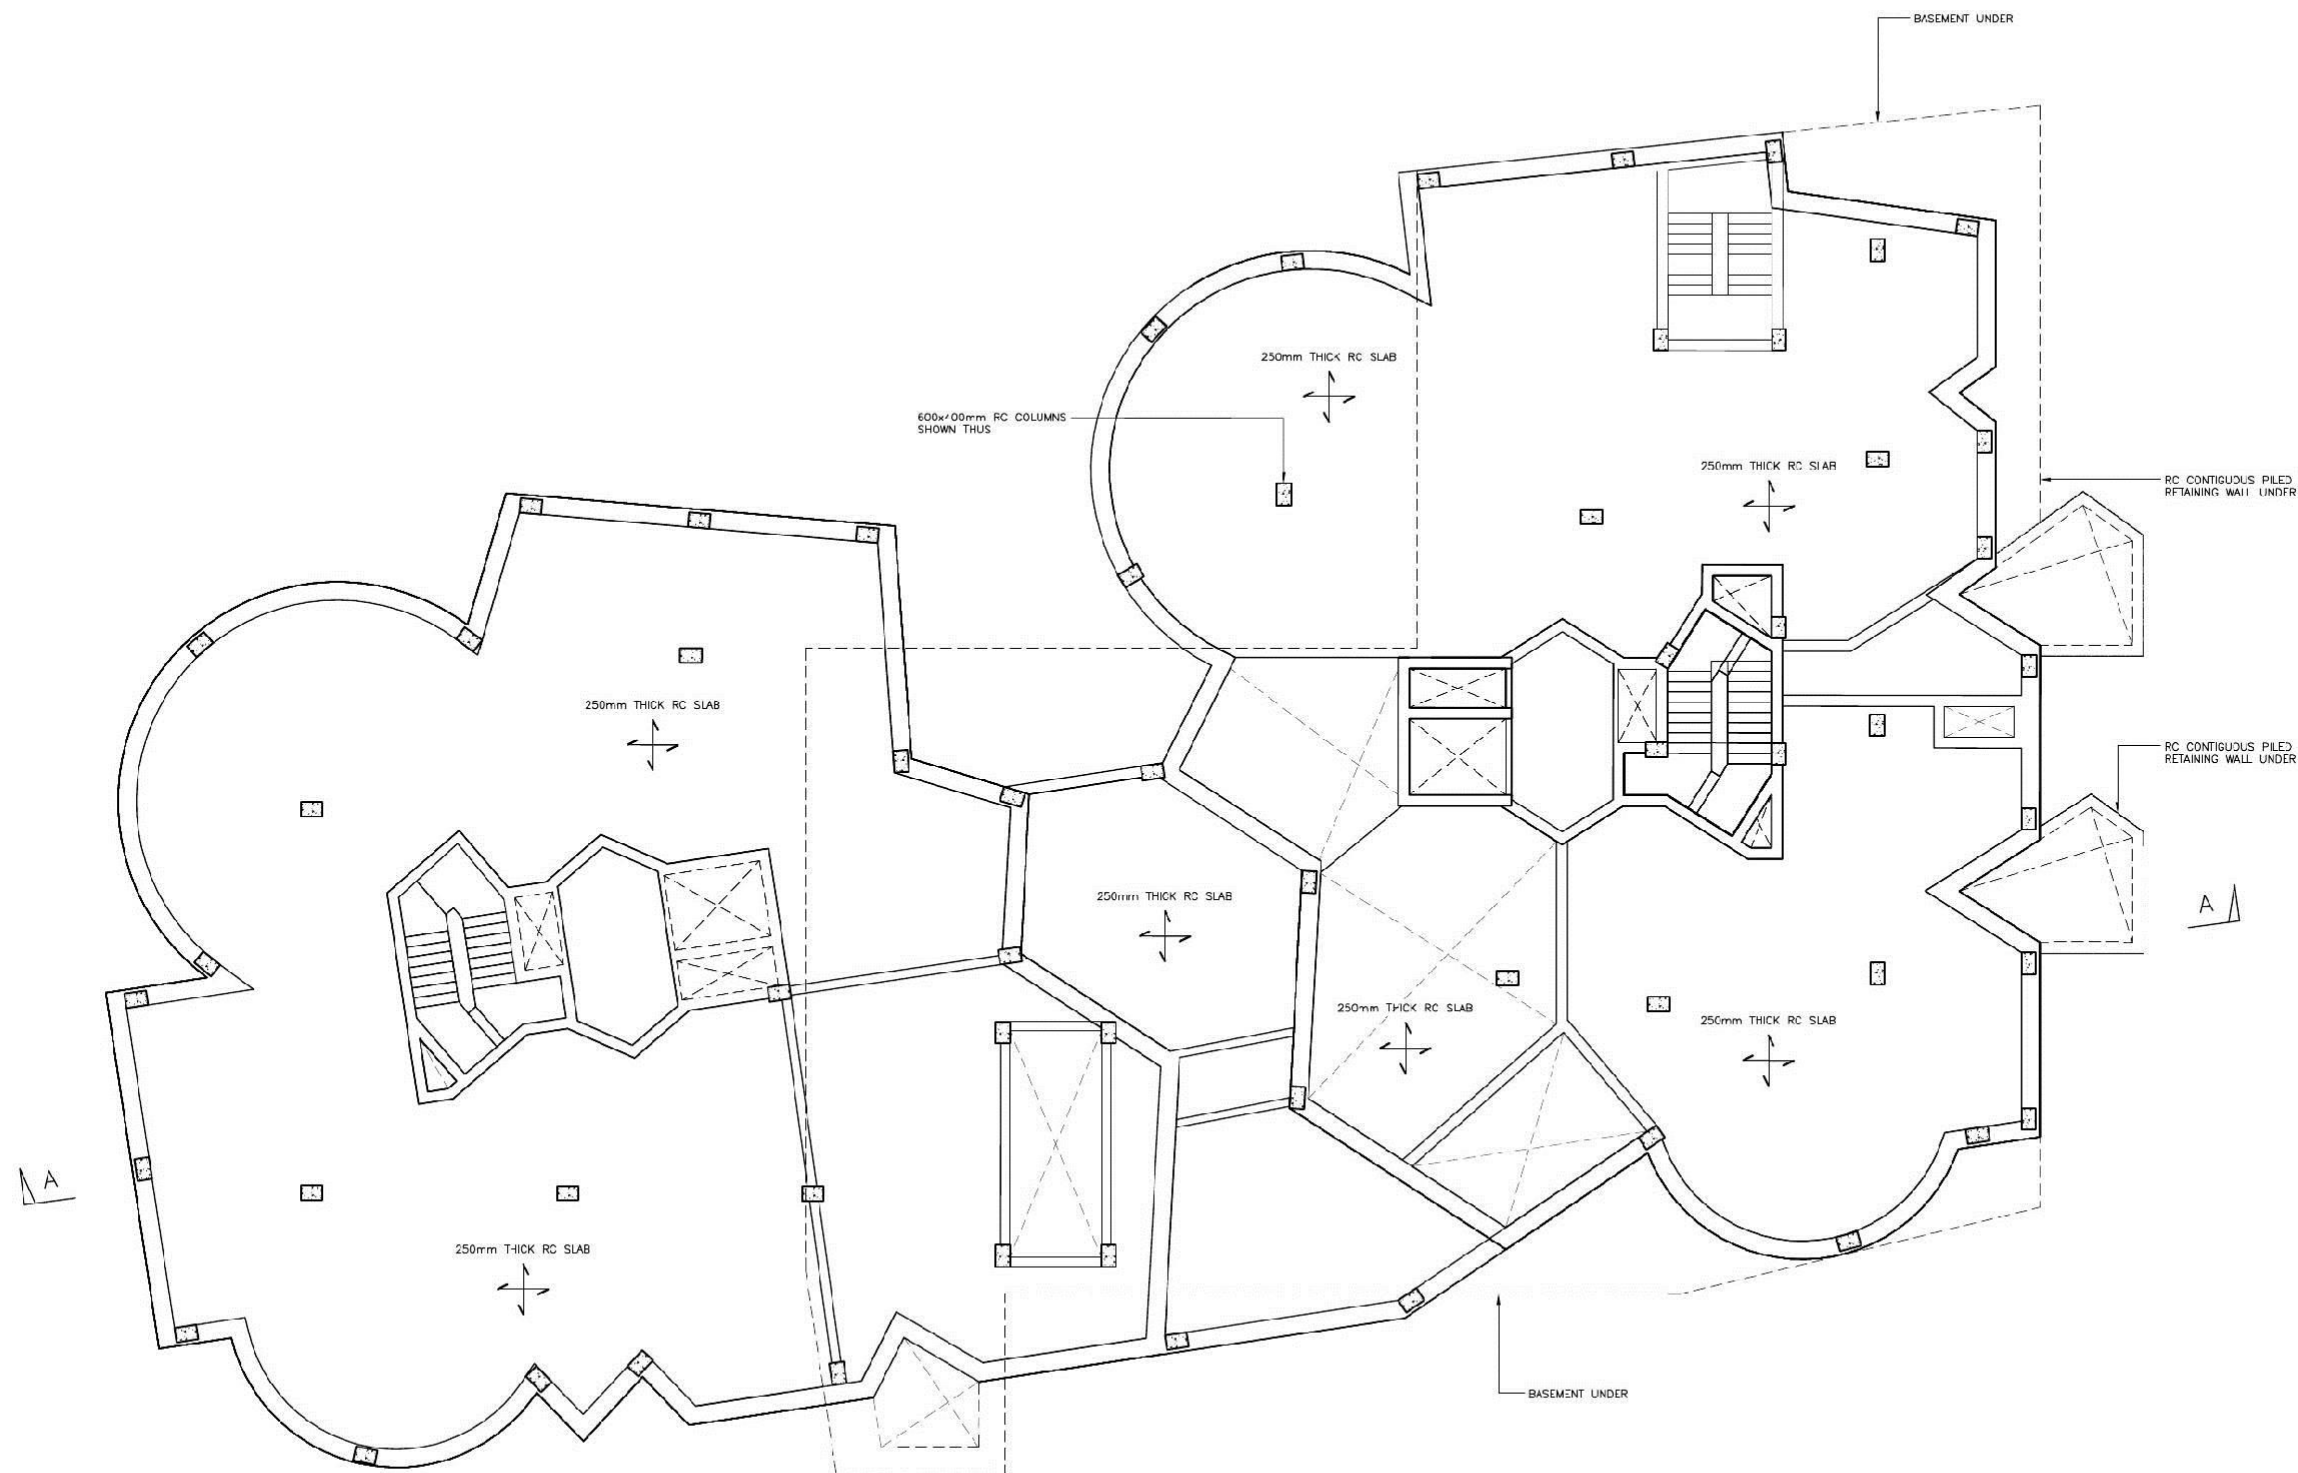 BASEMENT UNDER
250mm THICK RC SLAB
600x400mm RC COLUMNS
SHOWN THUS
250mm THICK RC SLAB
RC CONTIGUOUS PILED
RETAINING WALL UNDER
250mm THICK RC SLAB
RC CONTIGUOUS PILED
RETAINING WALL UNDER
250mm THICK RC SLAB
A
250mm THICK RC SLAB
250mm THICK RC SLAB
A
250mm THICK RC SLAB
BASEMENT UNDER